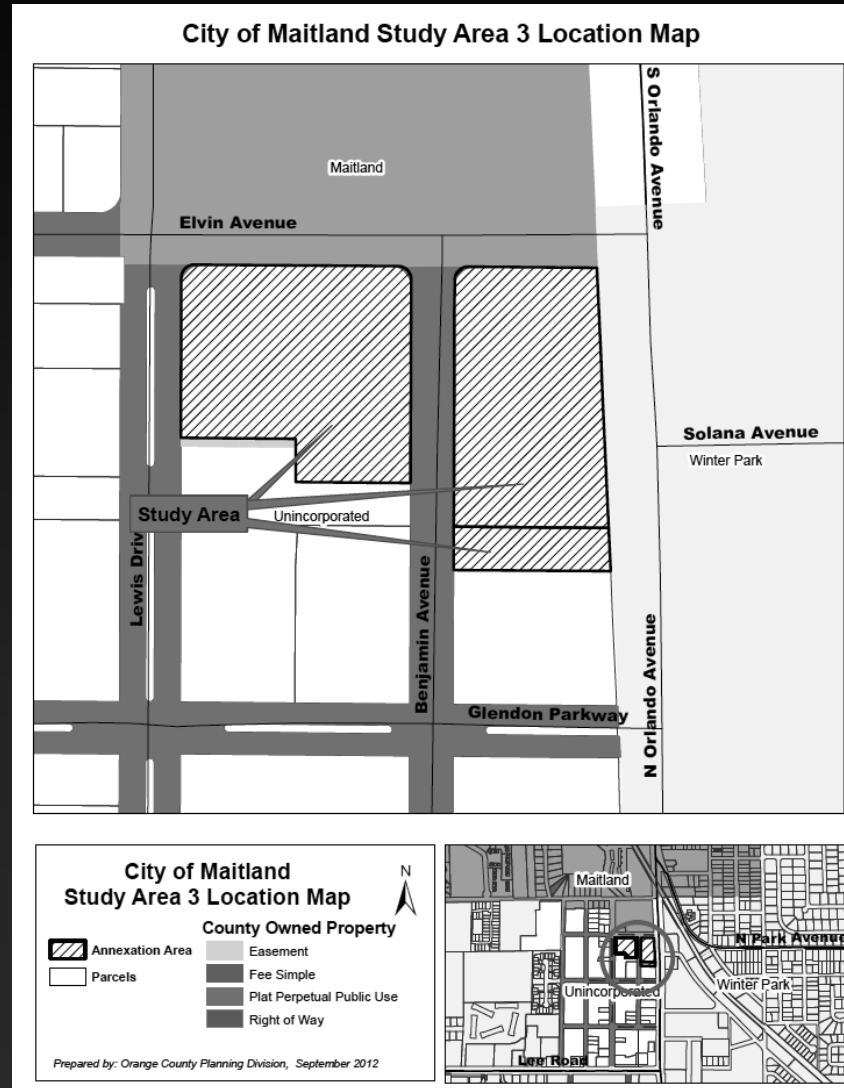 City of Maitland Study Area 3 Location Map
S Orlando Avenue
Maitland
Elvin Avenue
Solana Avenue
Winter Park
Study Area
Unincorporated
Lewis Driv
Benjamin Avenue
Glendon Parkway
N Orlando Avenue
City of Maitland
Study Area 3 Location Map
N
County Owned Property
Annexation Area
Parcels
Easement
Fee Simple
Plat Perpetual Public Use
Right of Way
Prepared by: Orange County Planning Division, September 2012
Maitland
N Park Avenue
Unincorporated
Winter Park
Lee Road